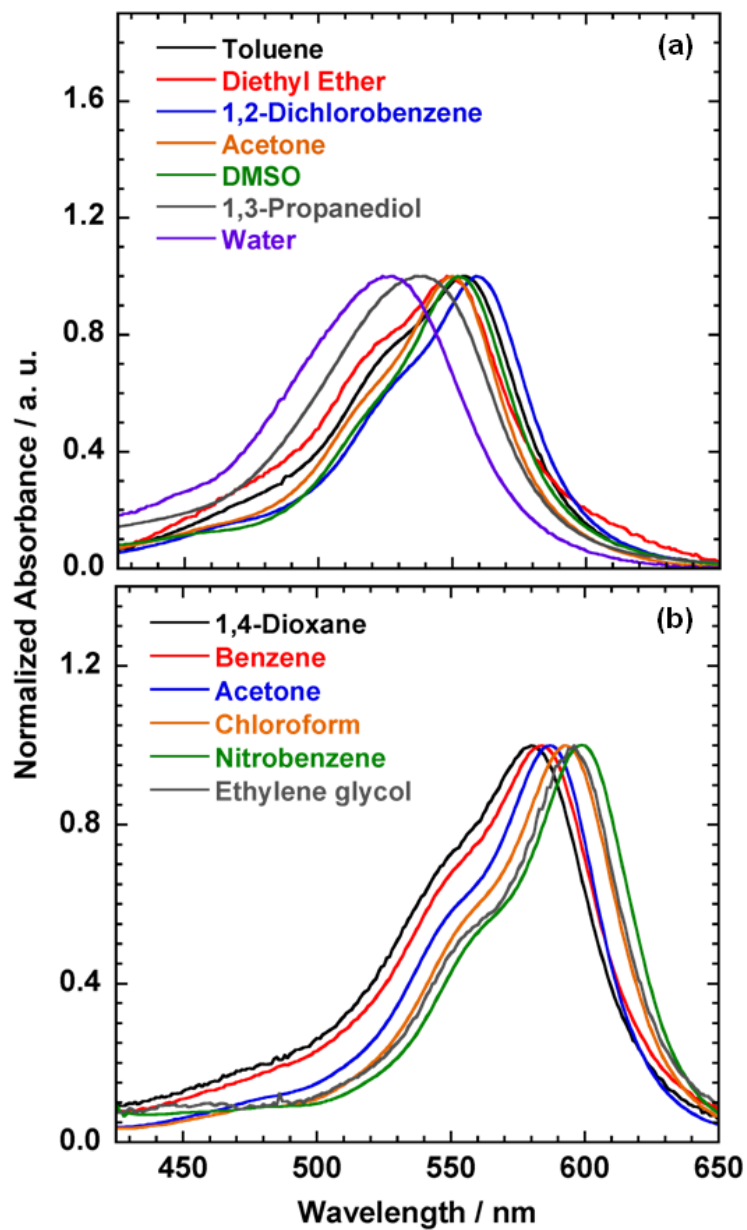 (a)
Toluene
Diethyl Ether
1,2-Dichlorobenzene
Acetone
DMSO
1,3-Propanediol
Water
1.6
1.2
0.8
0.4
0.0
(b)
1,4-Dioxane
Benzene
Acetone
Chloroform
Nitrobenzene
Ethylene glycol
1.2
0.8
0.4
0.0
450 500 550 600 650
Wavelength / nm
Normalized Absorbance / a. u.